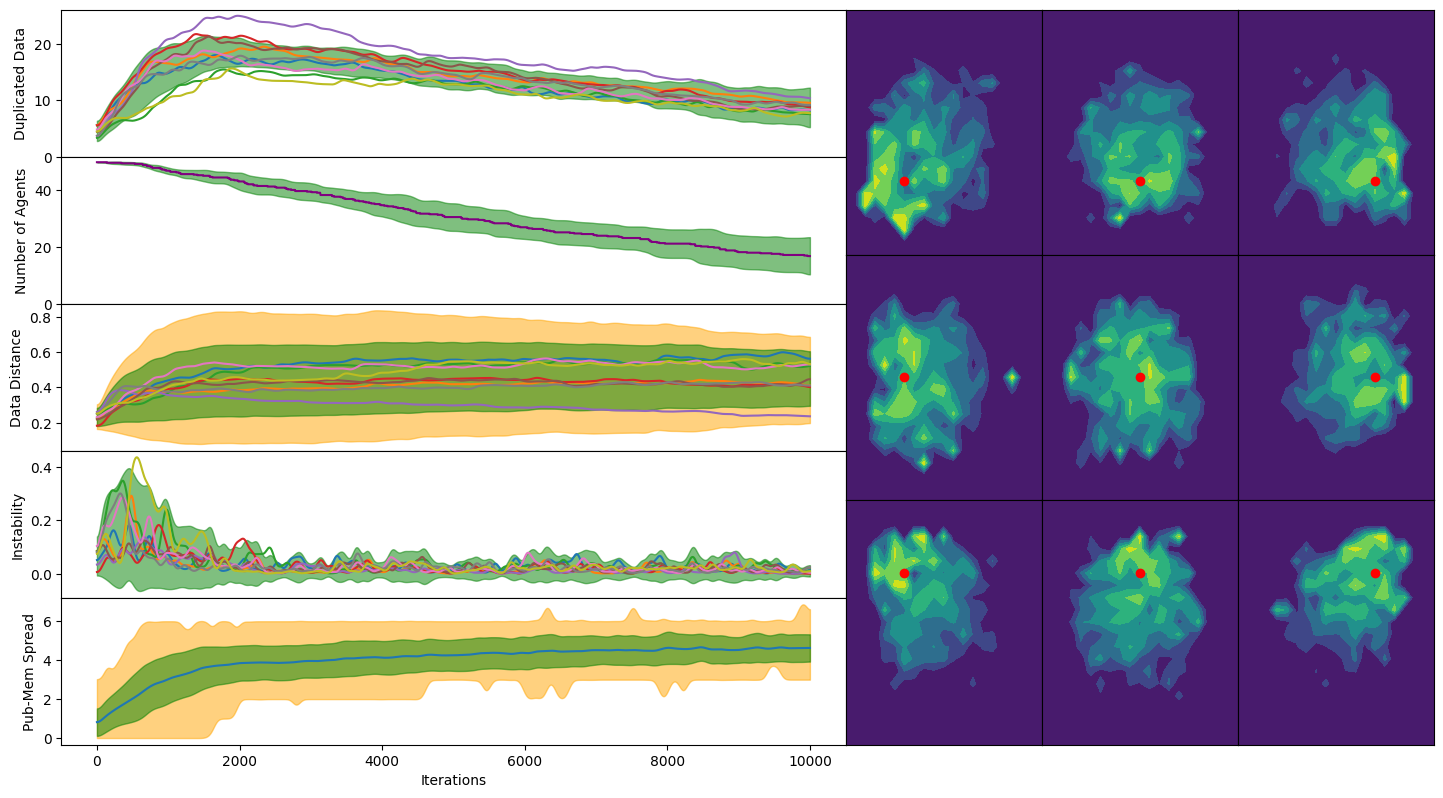 Duplicated Data
20
10
0
Number of Agents
40
20
0
Data Distance
0.8
0.6
0.4
0.2
Instability
0.4
0.2
0.0
Pub-Mem Spread
6
4
2
0
0 2000 4000 6000 8000 10000
Iterations